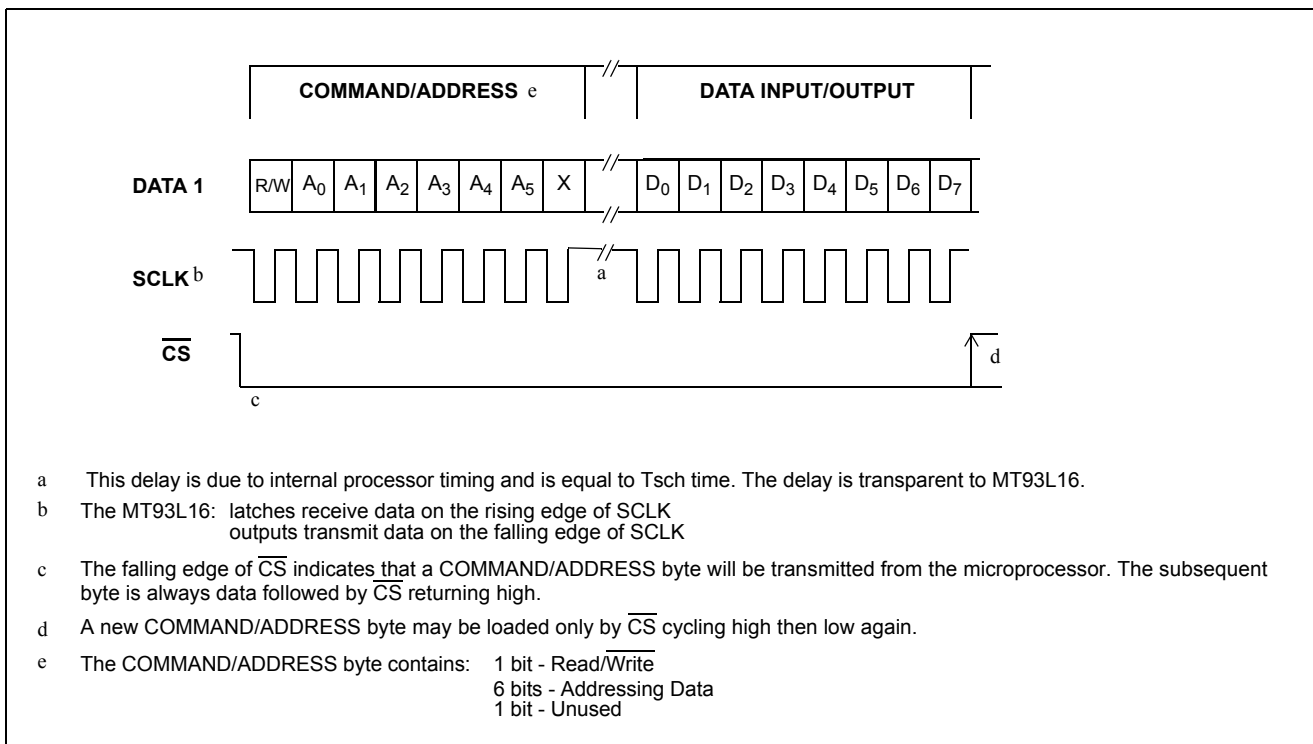 COMMAND/ADDRESS e // DATA INPUT/OUTPUT
DATA 1 R/W A0 A1 A2 A3 A4 A5 X // D0 D1 D2 D3 D4 D5 D6 D7
//
SCLK b // a
CS d
c
a This delay is due to internal processor timing and is equal to Tsch time. The delay is transparent to MT93L16.
b The MT93L16: latches receive data on the rising edge of SCLK
outputs transmit data on the falling edge of SCLK
c The falling edge of CS indicates that a COMMAND/ADDRESS byte will be transmitted from the microprocessor. The subsequent
byte is always data followed by CS returning high.
d A new COMMAND/ADDRESS byte may be loaded only by CS cycling high then low again.
e The COMMAND/ADDRESS byte contains: 1 bit - Read/Write
6 bits - Addressing Data
1 bit - Unused